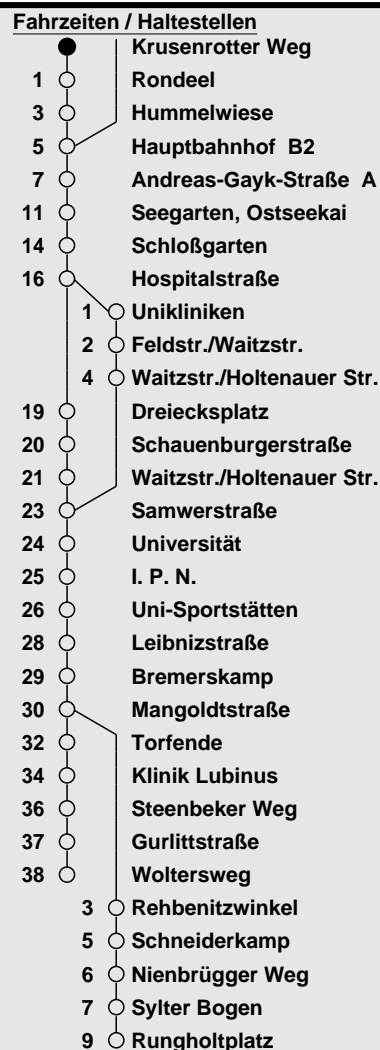 Fahrzeiten / Haltestellen
Krusenrotter Weg
1 Rondeel
3 Hummelwiese
5 Hauptbahnhof B2
7 Andreas-Gayk-Straße A
11 Seegarten, Ostseekai
14 Schloßgarten
16 Hospitalstraße
1 Unikliniken
2 Feldstr./Waitzstr.
4 Waitzstr./Holtenauer Str.
19 Dreiecksplatz
20 Schauenburgerstraße
21 Waitzstr./Holtenauer Str.
23 Samwerstraße
24 Universität
25 I. P. N.
26 Uni-Sportstätten
28 Leibnizstraße
29 Bremerskamp
30 Mangoldtstraße
32 Torfende
34 Klinik Lubinus
36 Steenbeker Weg
37 Gurlittstraße
38 Woltersweg
3 Rehbenitzwinkel
5 Schneiderkamp
6 Nienbrügger Weg
7 Sylter Bogen
9 Rungholtplatz